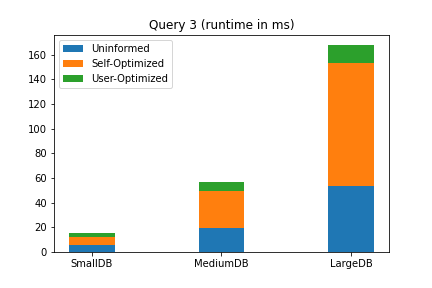 Query 3 (runtime in ms)
Uninformed
Self-Optimized
User-Optimized
160
140
120
100
80
60
40
20
0
SmallDB MediumDB LargeDB